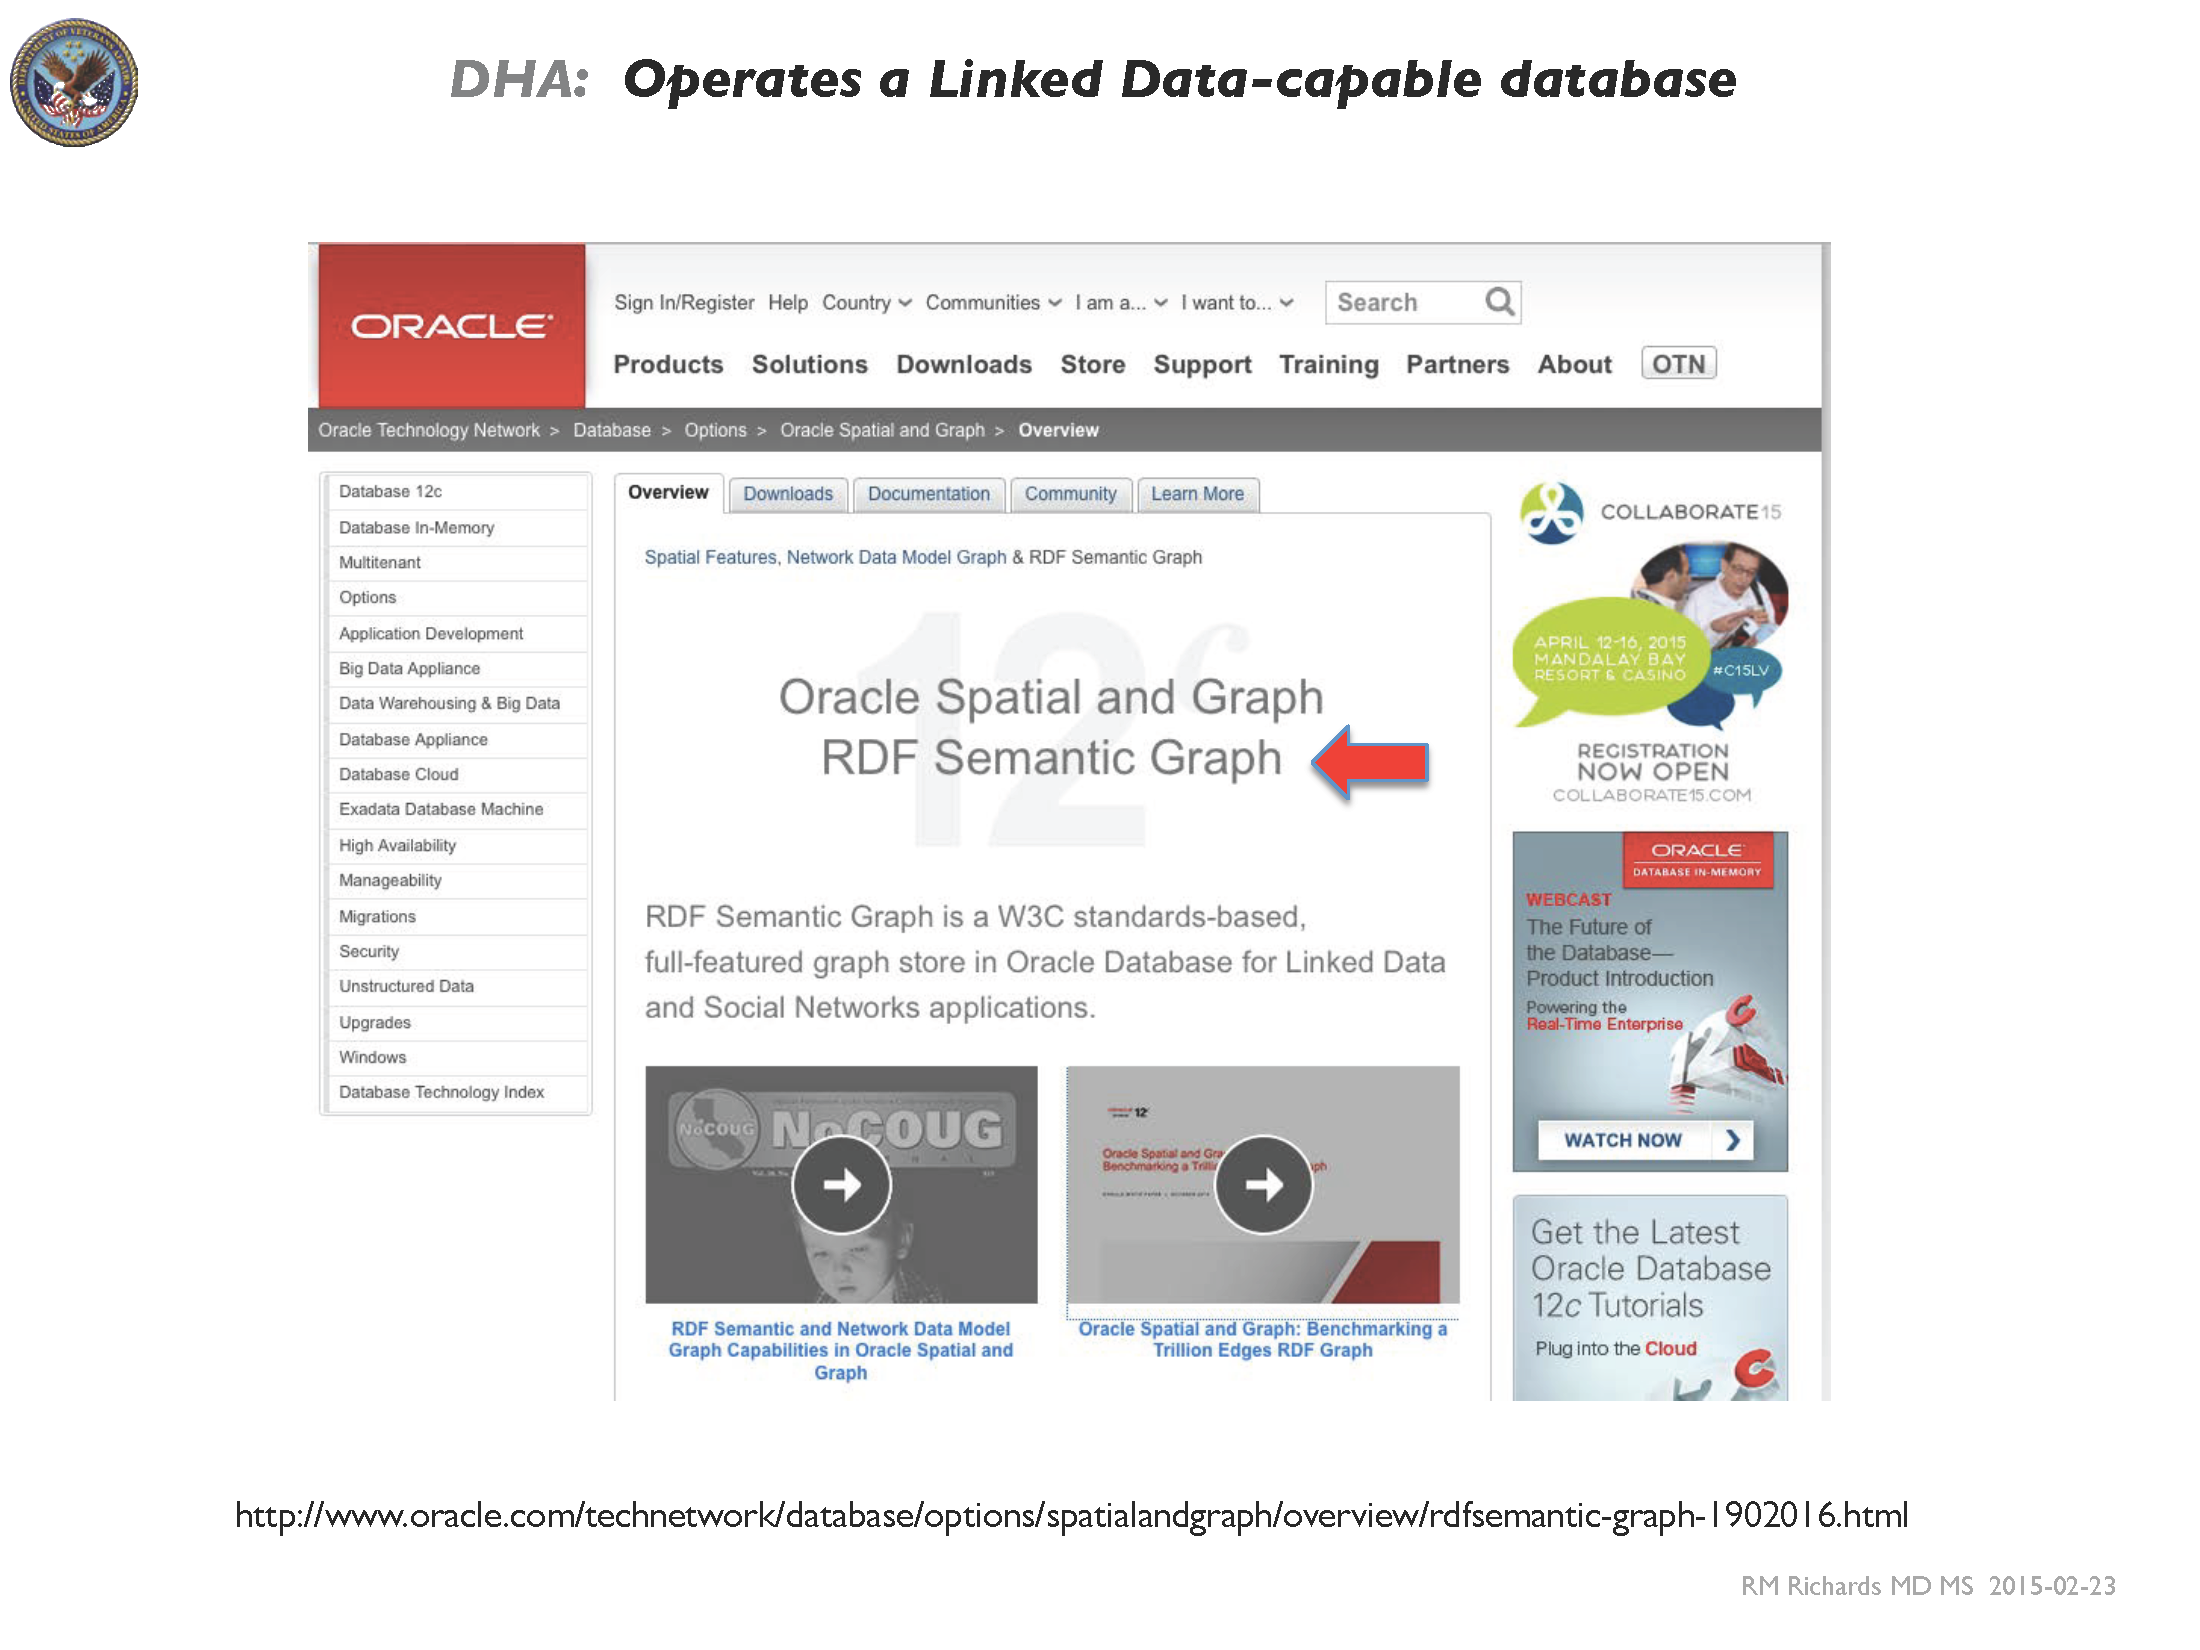 DHA: Operates a Linked Data-capable database
ORACLE
Sign In/Register Help Country Communities I am a... I want to... Search
Products Solutions Downloads Store Support Training Partners About OTN
Oracle Technology Network > Database > Options > Oracle Spatial and Graph > Overview
Database 12c
Database In-Memory
Multitenant
Options
Application Development
Big Data Appliance
Data Warehousing & Big Data
Database Appliance
Database Cloud
Exadata Database Machine
High Availability
Manageability
Migrations
Security
Unstructured Data
Upgrades
Windows
Database Technology Index
Overview Downloads Documentation Community Learn More
Spatial Features, Network Data Model Graph & RDF Semantic Graph
12c
Oracle Spatial and Graph
RDF Semantic Graph
RDF Semantic Graph is a W3C standards-based,
full-featured graph store in Oracle Database for Linked Data
and Social Networks applications.
NoCOUG
NoCOUG
12c
Oracle Spatial and
Benchmarking a
RDF Semantic and Network Data Model
Graph Capabilities in Oracle Spatial and
Graph
Oracle Spatial and Graph: Benchmarking a
Trillion Edges RDF Graph
COLLABORATE15
APRIL 12-16, 2015
MANDALAY BAY
RESORT & CASINO
#C15LV
REGISTRATION
NOW OPEN
COLLABORATE15.COM
ORACLE
DATABASE IN-MEMORY
WEBCAST
The Future of
the Database—
Product Introduction
Powering the
Real-Time Enterprise
WATCH NOW
Get the Latest
Oracle Database
12c Tutorials
Plug into the Cloud
http://www.oracle.com/technetwork/database/options/spatialandgraph/overview/rdfsemantic-graph-1902016.html
RM Richards MD MS 2015-02-23